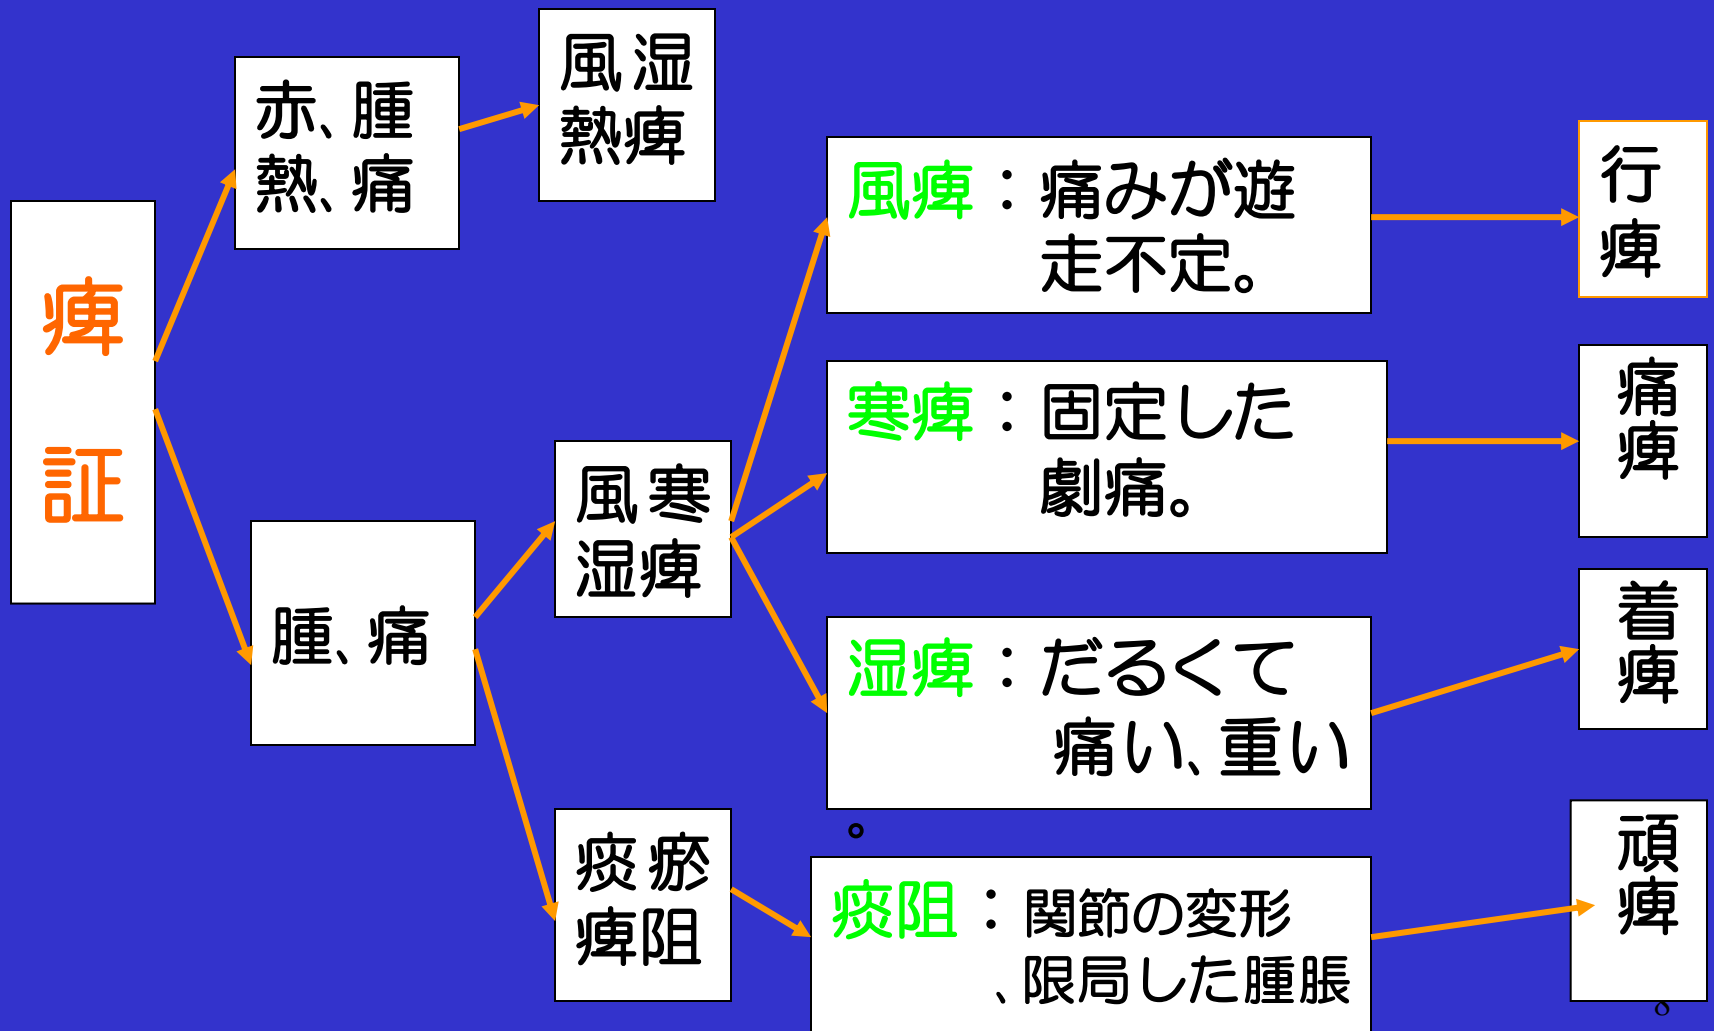 痺
証
赤、腫
熱、痛
風湿
熱痺
腫、痛
風寒
湿痺
痰瘀
痺阻
風痺：痛みが遊
走不定。
寒痺：固定した
劇痛。
湿痺：だるくて
痛い、重い
。
痰阻：関節の変形
、限局した腫脹
行
痺
痛
痺
着
痺
頑
痺
。